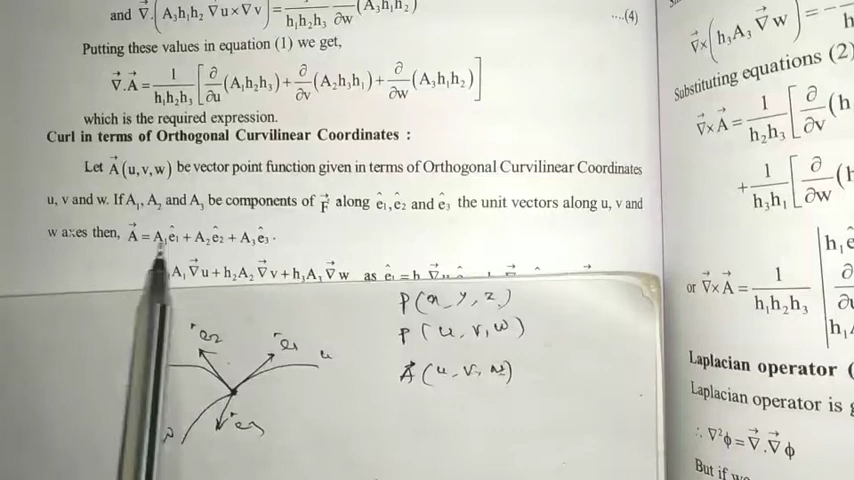 and ∇⃗.(A₃h₁h₂ ∇u×∇v) = 1/(h₁h₂h₃) ∂/∂w (A₃h₁h₂) ....(4)
Putting these values in equation (1) we get,
∇⃗.A⃗ = 1/(h₁h₂h₃) [∂/∂u (A₁h₂h₃) + ∂/∂v (A₂h₃h₁) + ∂/∂w (A₃h₁h₂)]
which is the required expression.
Curl in terms of Orthogonal Curvilinear Coordinates :
Let A⃗(u,v,w) be vector point function given in terms of Orthogonal Curvilinear Coordinates
u, v and w. If A₁, A₂ and A₃ be components of F⃗ along ê₁, ê₂ and ê₃ the unit vectors along u, v and
w axes then, A⃗ = A₁ê₁ + A₂ê₂ + A₃ê₃.
A₁∇⃗u + h₂A₂∇⃗v + h₃A₃∇⃗w as ê₁ = h
P(x, y, z)
P(u, v, w)
A⃗(u, v, w)
e₂
e₁
u
e₃
∇⃗×(h₃A₃∇⃗w) = –
h
Substituting equations (2)
∇⃗×A⃗ = 1/(h₂h₃) [∂/∂v (h
+ 1/(h₃h₁) [∂/∂w (
or ∇⃗×A⃗ = 1/(h₁h₂h₃) |h₁ê
∂
h₁
Laplacian operator (
Laplacian operator is g
∴ ∇²ϕ = ∇⃗.∇⃗ϕ
But if